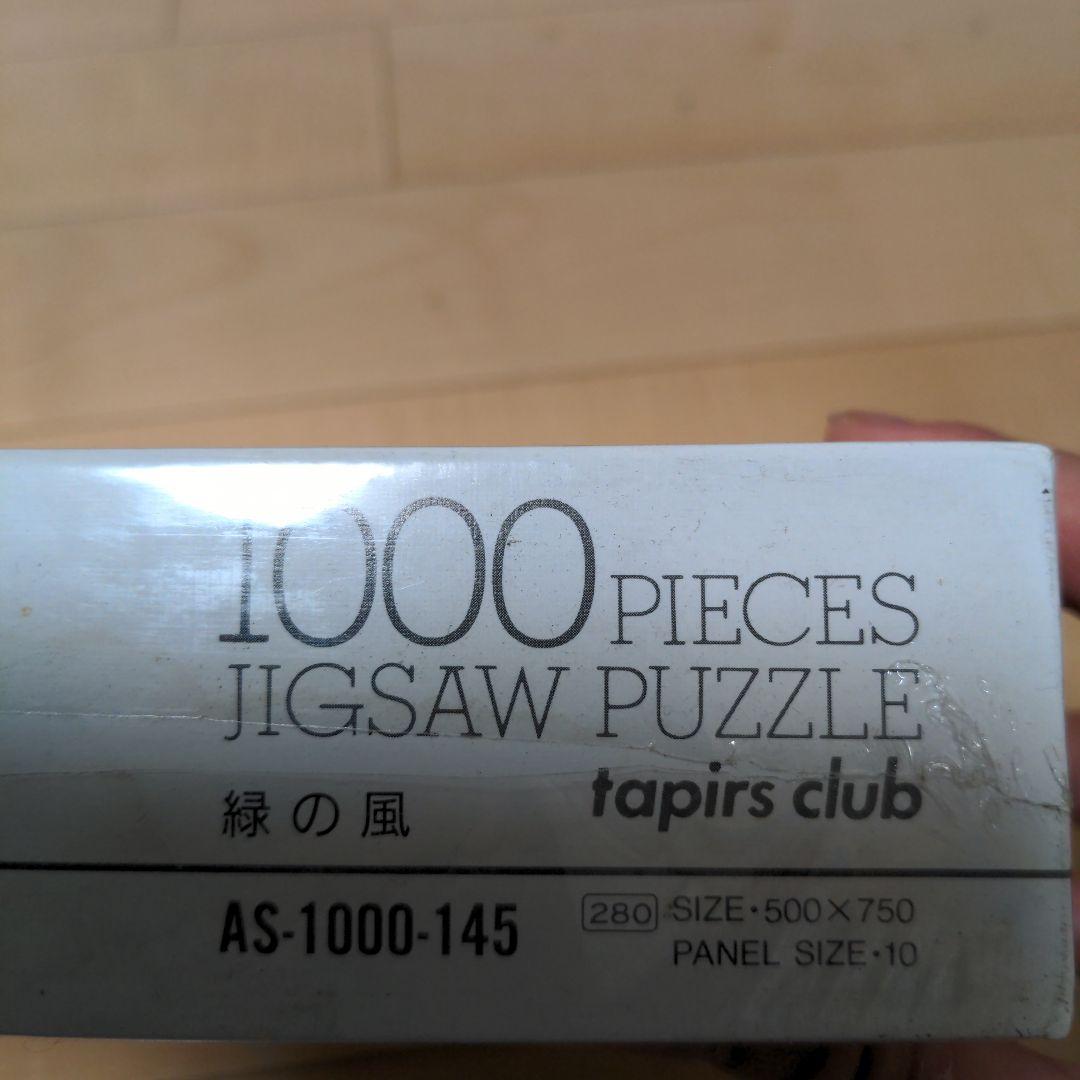 1000 PIECES
JIGSAW PUZZLE
tapirs club
緑の風
AS-1000-145
280 SIZE·500×750
PANEL SIZE·10